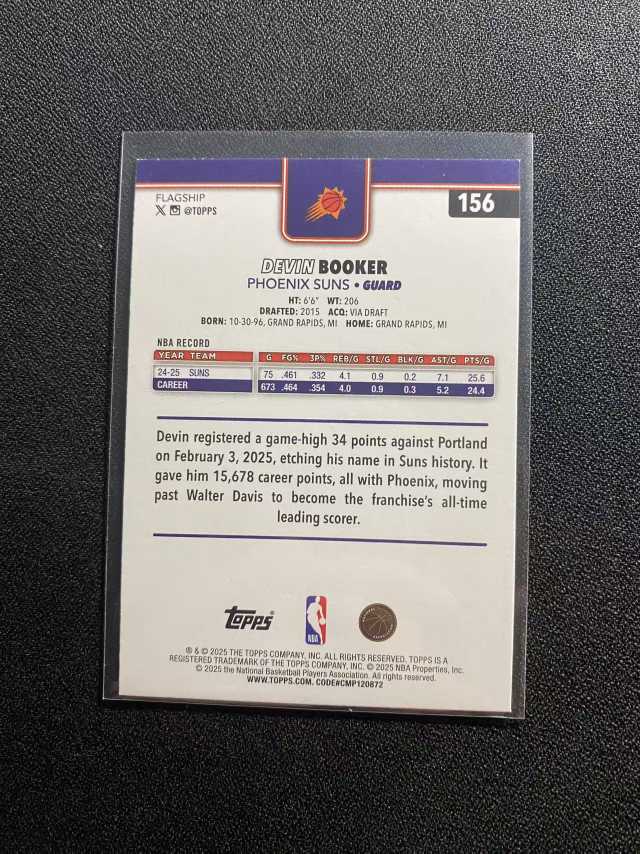 FLAGSHIP
@TOPPS
156
DEVIN BOOKER
PHOENIX SUNS • GUARD
HT: 6'6" WT: 206
DRAFTED: 2015 ACQ: VIA DRAFT
BORN: 10-30-96, GRAND RAPIDS, MI HOME: GRAND RAPIDS, MI
NBA RECORD
YEAR TEAM G FG% 3P% REB/G STL/G BLK/G AST/G PTS/G
24-25 SUNS 75 .461 .332 4.1 0.9 0.2 7.1 25.6
CAREER 673 .464 .354 4.0 0.9 0.3 5.2 24.4
Devin registered a game-high 34 points against Portland
on February 3, 2025, etching his name in Suns history. It
gave him 15,678 career points, all with Phoenix, moving
past Walter Davis to become the franchise's all-time
leading scorer.
Topps
NBA
® & © 2025 THE TOPPS COMPANY, INC. ALL RIGHTS RESERVED. TOPPS IS A
REGISTERED TRADEMARK OF THE TOPPS COMPANY, INC. © 2025 NBA Properties, Inc.
© 2025 the National Basketball Players Association. All rights reserved.
WWW.TOPPS.COM. CODE#CMP120872